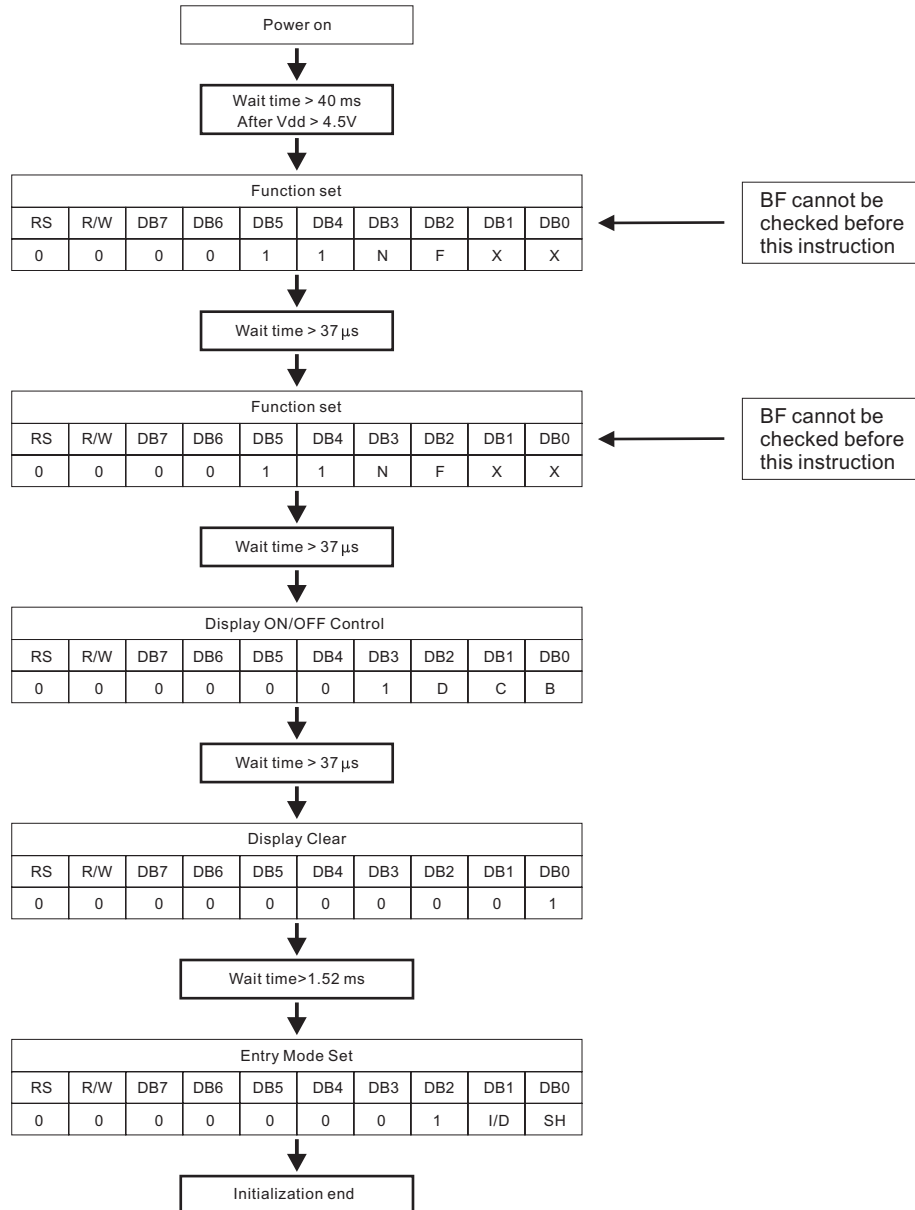 Power on
Wait time > 40 ms
After Vdd > 4.5V
Function set
RS R/W DB7 DB6 DB5 DB4 DB3 DB2 DB1 DB0
0 0 0 0 1 1 N F X X
BF cannot be
checked before
this instruction
Wait time > 37 μs
Function set
RS R/W DB7 DB6 DB5 DB4 DB3 DB2 DB1 DB0
0 0 0 0 1 1 N F X X
BF cannot be
checked before
this instruction
Wait time > 37 μs
Display ON/OFF Control
RS R/W DB7 DB6 DB5 DB4 DB3 DB2 DB1 DB0
0 0 0 0 0 0 1 D C B
Wait time > 37 μs
Display Clear
RS R/W DB7 DB6 DB5 DB4 DB3 DB2 DB1 DB0
0 0 0 0 0 0 0 0 0 1
Wait time>1.52 ms
Entry Mode Set
RS R/W DB7 DB6 DB5 DB4 DB3 DB2 DB1 DB0
0 0 0 0 0 0 0 1 I/D SH
Initialization end